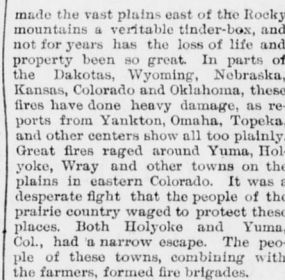 made the vast plains east of the Rocky
mountains a veritable tinder-box, and
not for years has the loss of life and
property been so great. In parts of
the Dakotas, Wyoming, Nebraska,
Kansas, Colorado and Oklahoma, these
fires have done heavy damage, as re-
ports from Yankton, Omaha, Topeka,
and other centers show all too plainly.
Great fires raged around Yuma, Hol-
yoke, Wray and other towns on the
plains in eastern Colorado. It was a
desperate fight that the people of the
prairie country waged to protect these
places. Both Holyoke and Yuma,
Col., had a narrow escape. The peo-
ple of these towns, combining with
the farmers, formed fire brigades.